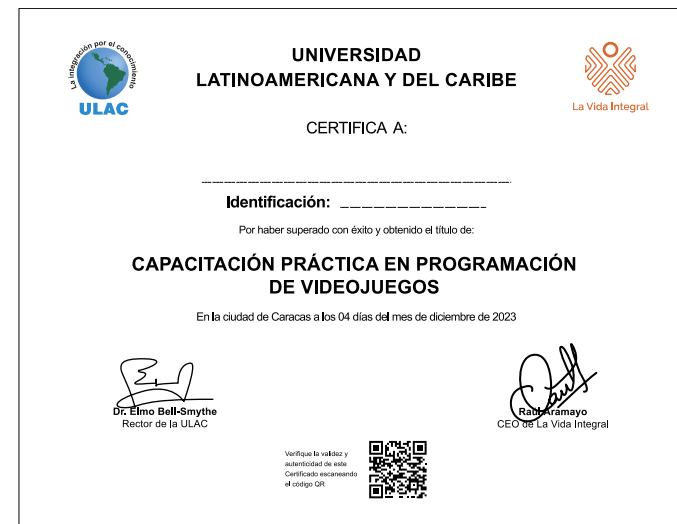 La integración por el conocimiento
ULAC
UNIVERSIDAD
LATINOAMERICANA Y DEL CARIBE
La Vida Integral
CERTIFICA A:
Identificación:
Por haber superado con éxito y obtenido el título de:
CAPACITACIÓN PRÁCTICA EN PROGRAMACIÓN
DE VIDEOJUEGOS
En la ciudad de Caracas a los 04 días del mes de diciembre de 2023
Dr. Elmo Bell-Smythe
Rector de la ULAC
Raúl Aramayo
CEO de La Vida Integral
Verifique la validez y
autenticidad de este
Certificado escaneando
el código QR